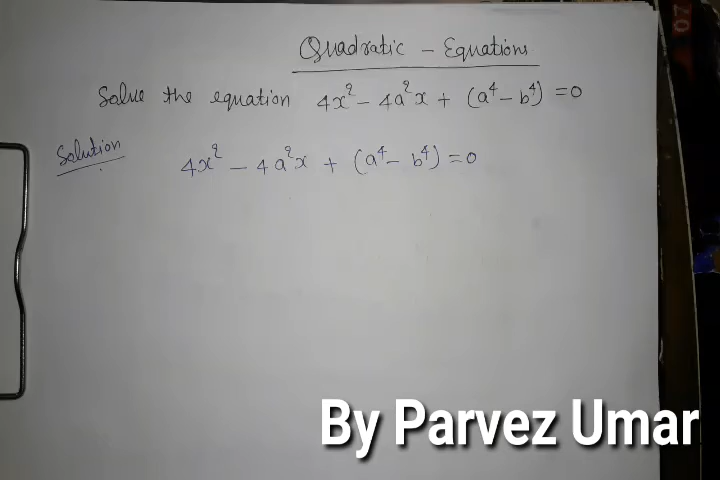 Quadratic - Equations
Solve the equation 4x² - 4a²x + (a⁴ - b⁴) = 0
Solution 4x² - 4a²x + (a⁴ - b⁴) = 0
By Parvez Umar
20